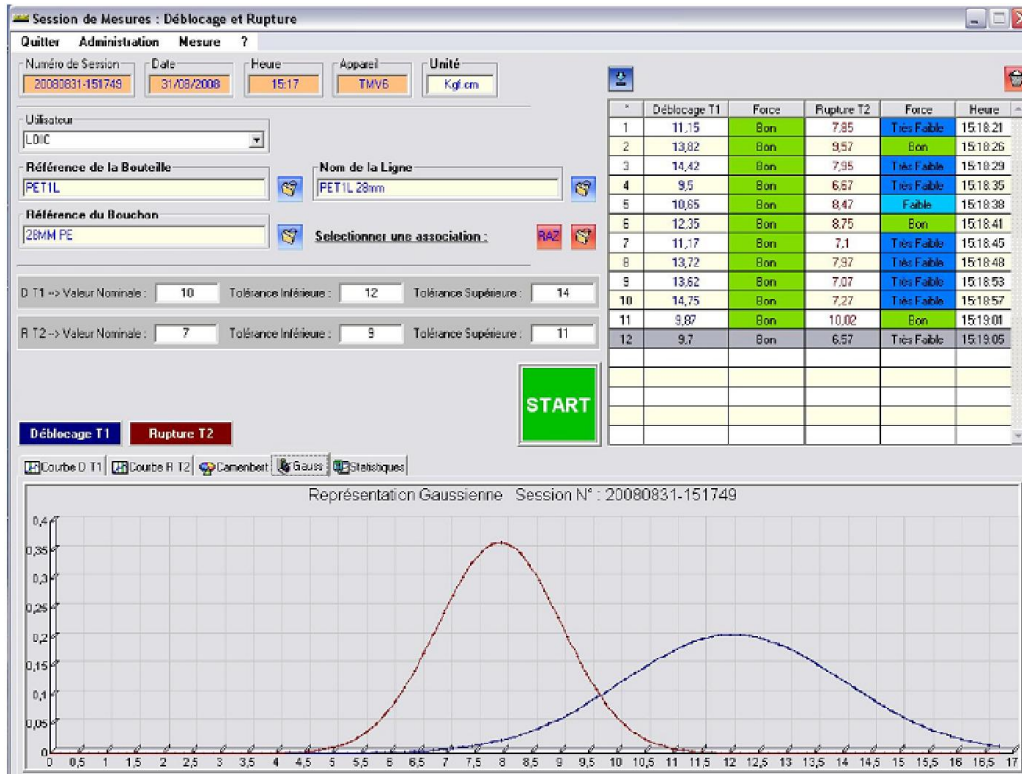 Session de Mesures : Déblocage et Rupture
Quitter Administration Mesure ?
Numéro de Session Date Heure Appareil Unité
20080831-151749 31/08/2008 15:17 TMV6 Kgf.cm
Utilisateur
LOIC
Référence de la Bouteille Nom de la Ligne
PET1L PET1L 28mm
Référence du Bouchon
28MM PE Selectionner une association : RAZ
D T1 --> Valeur Nominale : 10 Tolérance Inférieure : 12 Tolérance Supérieure : 14
R T2 --> Valeur Nominale : 7 Tolérance Inférieure : 9 Tolérance Supérieure : 11
* Déblocage T1 Force Rupture T2 Force Heure
1 11,15 Bon 7,85 Très Faible 15:18:21
2 13,82 Bon 9,57 Bon 15:18:26
3 14,42 Bon 7,95 Très Faible 15:18:29
4 9,5 Bon 6,67 Très Faible 15:18:35
5 10,65 Bon 8,47 Faible 15:18:38
6 12,35 Bon 8,75 Bon 15:18:41
7 11,17 Bon 7,1 Très Faible 15:18:45
8 13,72 Bon 7,97 Très Faible 15:18:48
9 13,62 Bon 7,07 Très Faible 15:18:53
10 14,75 Bon 7,27 Très Faible 15:18:57
11 9,87 Bon 10,02 Bon 15:19:01
12 9,7 Bon 6,57 Très Faible 15:19:05
START
Déblocage T1 Rupture T2
Courbe D T1 Courbe R T2 Camenbert Gauss Statistiques
Représentation Gaussienne Session N° : 20080831-151749
0,4
0,35
0,3
0,25
0,2
0,15
0,1
0,05
0
0 0,5 1 2 2,5 3 3,5 4 4,5 5 6 6,5 7 7,5 8 8,5 9 9,5 10 10,5 11 11,5 12 12,5 13 13,5 14 15 15,5 16 16,5 17